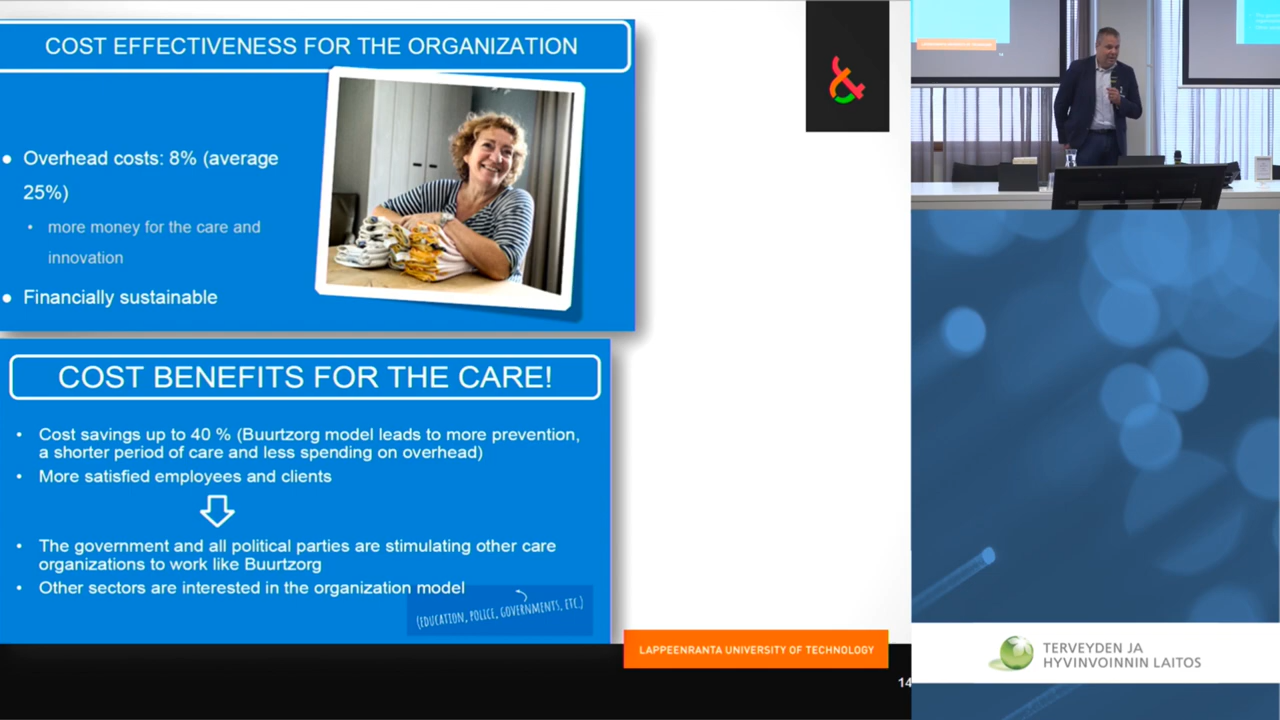 COST EFFECTIVENESS FOR THE ORGANIZATION
Overhead costs: 8% (average
25%)
more money for the care and
innovation
Financially sustainable
COST BENEFITS FOR THE CARE!
Cost savings up to 40 % (Buurtzorg model leads to more prevention,
a shorter period of care and less spending on overhead)
More satisfied employees and clients
The government and all political parties are stimulating other care
organizations to work like Buurtzorg
Other sectors are interested in the organization model
(EDUCATION, POLICE, GOVERNMENTS, ETC.)
LAPPEENRANTA UNIVERSITY OF TECHNOLOGY
14
TERVEYDEN JA
HYVINVOINNIN LAITOS